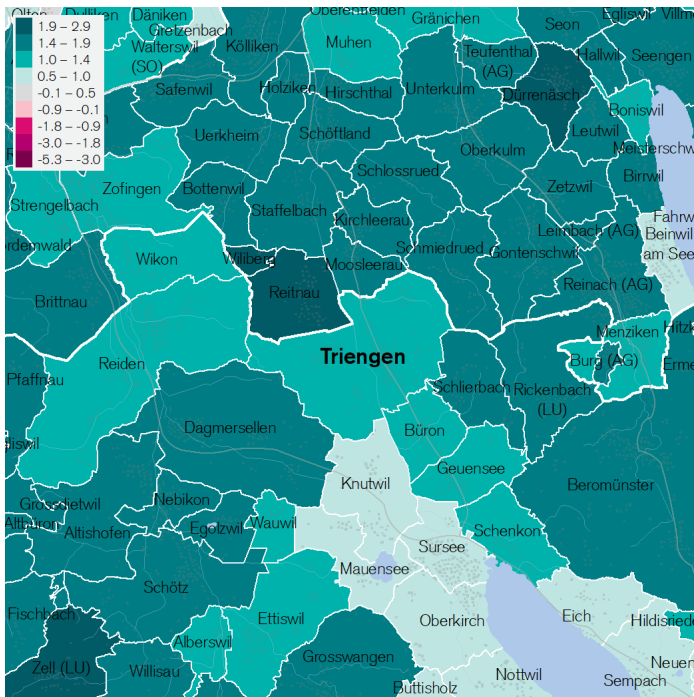 Olten
Dulliken
Däniken
Oberentfelden
Gränichen
Seon
Egliswil
1.9 – 2.9
1.4 – 1.9
1.0 – 1.4
0.5 – 1.0
-0.1 – 0.5
-0.9 – -0.1
-1.8 – -0.9
-3.0 – -1.8
-5.3 – -3.0
Gretzenbach
Walterswil
(SO)
Kölliken
Muhen
Teufenthal
(AG)
Hallwil
Seengen
Safenwil
Holziken
Hirschthal
Unterkulm
Dürrenäsch
Boniswil
Uerkheim
Schöftland
Leutwil
Oberkulm
Zofingen
Bottenwil
Schlossrued
Zetzwil
Birrwil
Strengelbach
Staffelbach
Kirchleerau
Leimbach (AG)
Beinwil
am See
Wikon
Wiliberg
Moosleerau
Schmiedrued
Gontenschwil
Reitnau
Reinach (AG)
Brittnau
Menziken
Triengen
Burg (AG)
Reiden
Pfaffnau
Schlierbach
Rickenbach
(LU)
Dagmersellen
Büron
Geuensee
Knutwil
Beromünster
Grossdietwil
Nebikon
Altbüron
Altishofen
Egolzwil
Wauwil
Schenkon
Sursee
Mauensee
Schötz
Fischbach
Ettiswil
Oberkirch
Eich
Alberswil
Zell (LU)
Willisau
Grosswangen
Nottwil
Sempach
Buttisholz